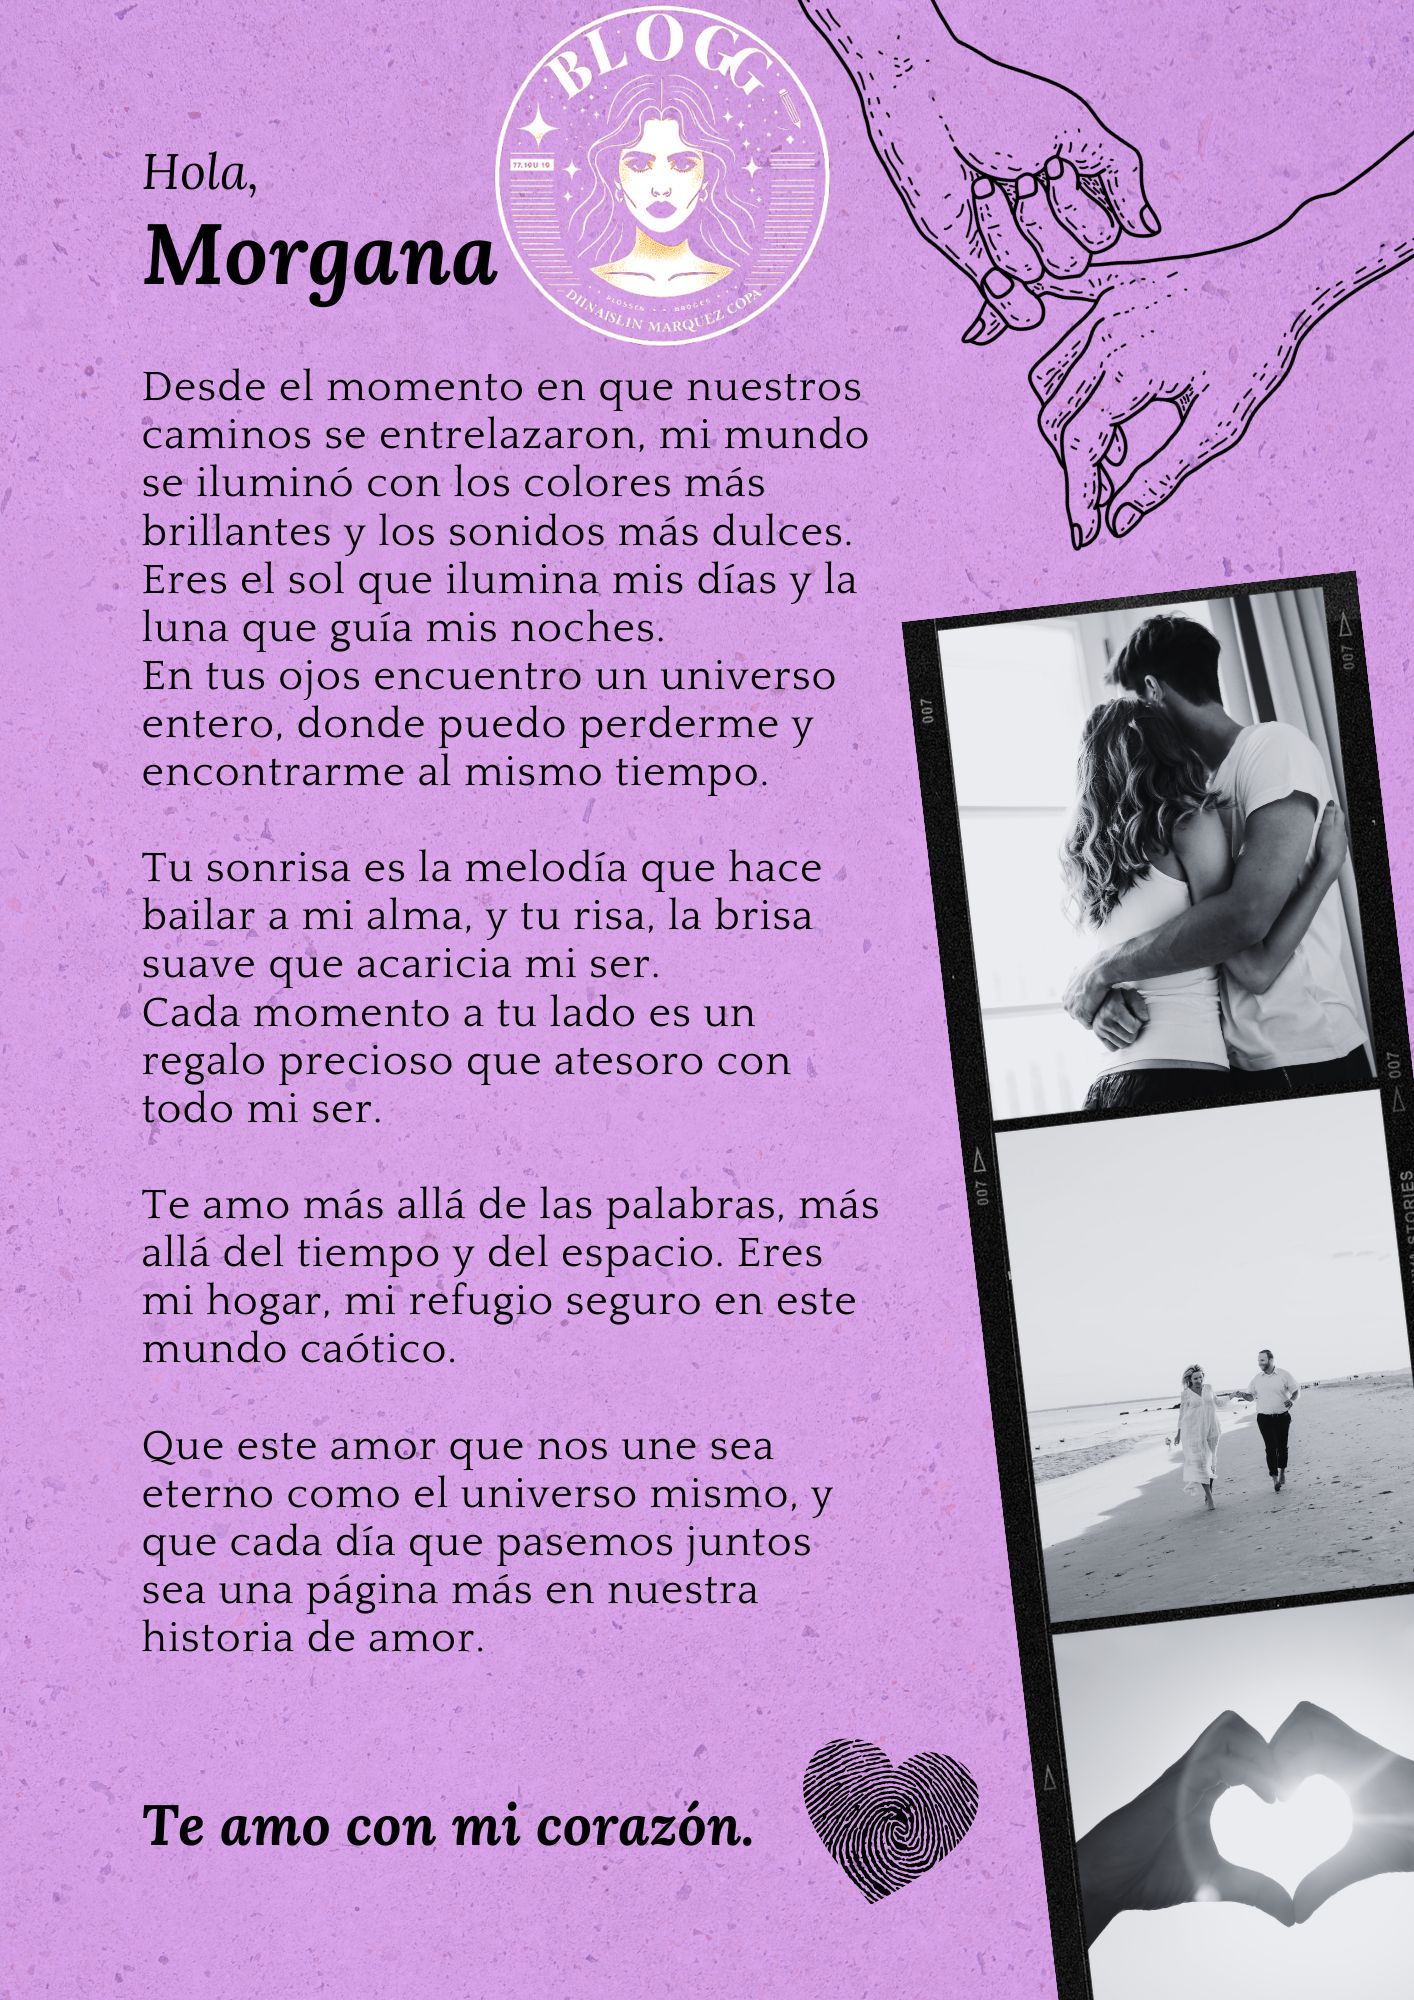 BLOGG
77.19U 19
DIINAISLIN MARQUEZ COPA
Hola,
Morgana
Desde el momento en que nuestros
caminos se entrelazaron, mi mundo
se iluminó con los colores más
brillantes y los sonidos más dulces.
Eres el sol que ilumina mis días y la
luna que guía mis noches.
En tus ojos encuentro un universo
entero, donde puedo perderme y
encontrarme al mismo tiempo.
Tu sonrisa es la melodía que hace
bailar a mi alma, y tu risa, la brisa
suave que acaricia mi ser.
Cada momento a tu lado es un
regalo precioso que atesoro con
todo mi ser.
Te amo más allá de las palabras, más
allá del tiempo y del espacio. Eres
mi hogar, mi refugio seguro en este
mundo caótico.
Que este amor que nos une sea
eterno como el universo mismo, y
que cada día que pasemos juntos
sea una página más en nuestra
historia de amor.
Te amo con mi corazón.
007
007
007
007
STORIES